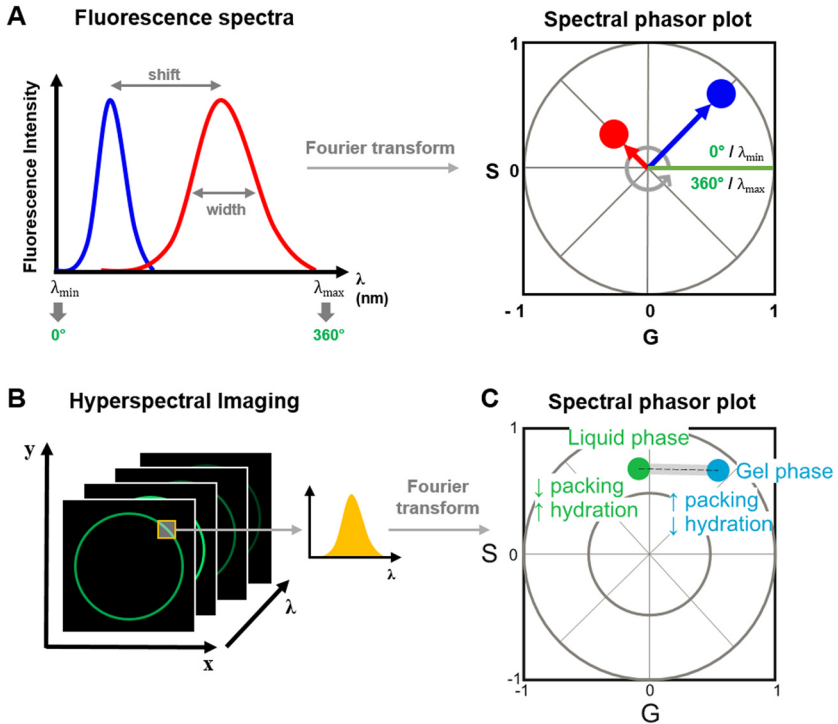 A
Fluorescence spectra
Fluorescence Intensity
shift
width
λ
(nm)
λmin
λmax
0°
360°
Fourier transform
Spectral phasor plot
1
S
0
0° / λmin
360° / λmax
- 1
0
1
G
B
Hyperspectral Imaging
y
x
λ
λ
Fourier
transform
C
Spectral phasor plot
1
Liquid phase
Gel phase
↓ packing
↑ hydration
↑ packing
↓ hydration
S
0
-1
-1
0
1
G